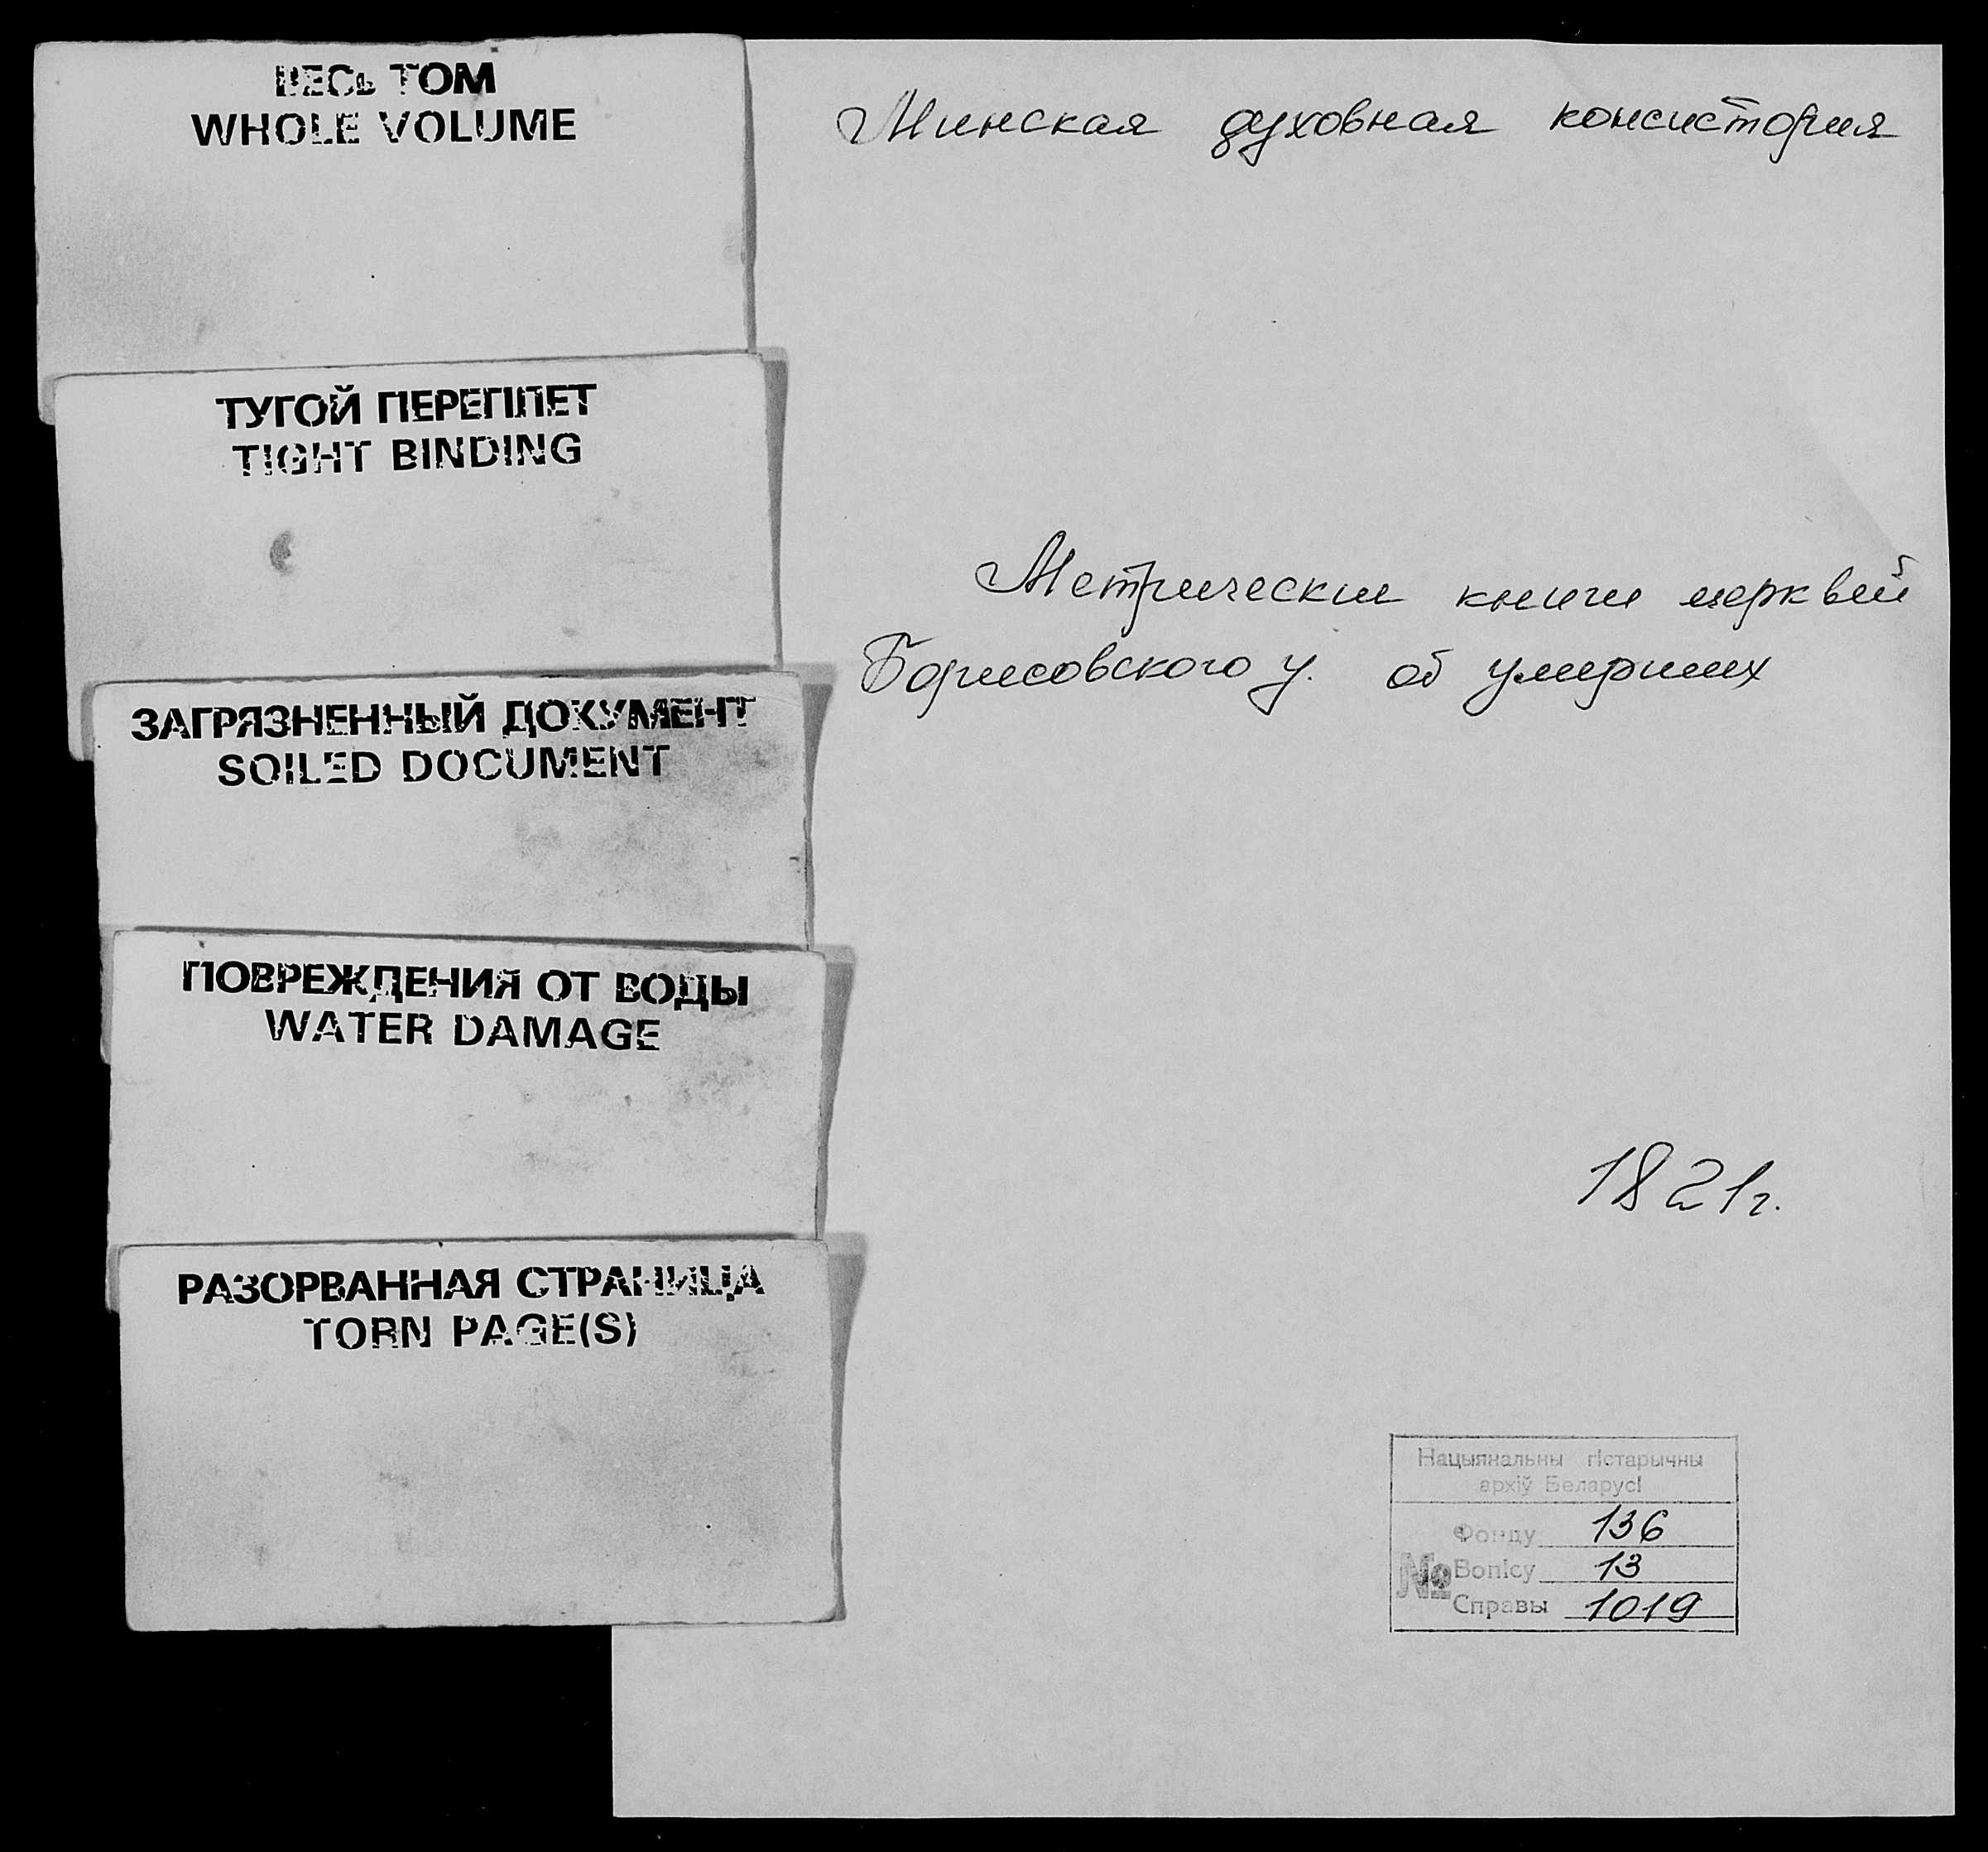 ВЕСЬ ТОМ
WHOLE VOLUME
ТУГОЙ ПЕРЕПЛЕТ
TIGHT BINDING
ЗАГРЯЗНЕННЫЙ ДОКУМЕНТ
SOILED DOCUMENT
ПОВРЕЖДЕНИЯ ОТ ВОДЫ
WATER DAMAGE
РАЗОРВАННАЯ СТРАНИЦА
TORN PAGE(S)
Минская духовная консистория
Метрические книги церквей
Борисовского у. об умерших
1821г.
Нацыянальны гістарычны
архіў Беларусі
Фонду 136
№ Вопісу 13
Справы 1019